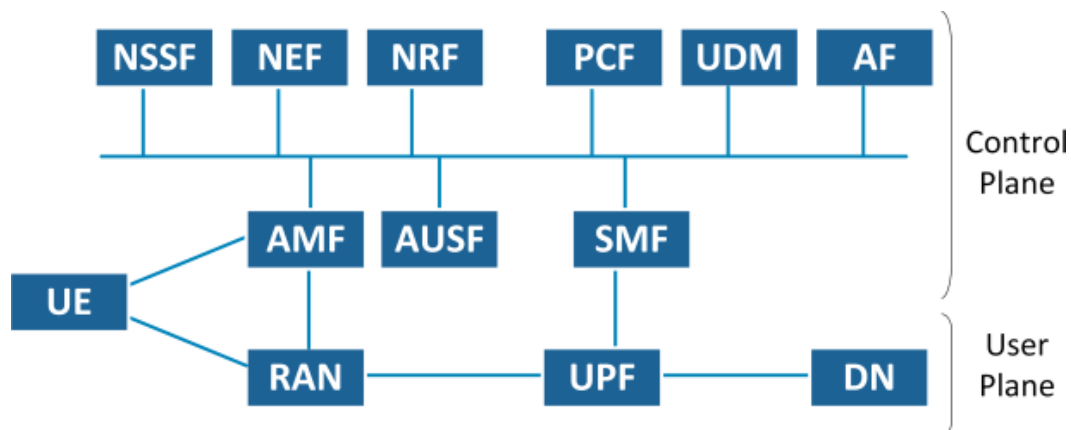 NSSF NEF NRF PCF UDM AF
Control
Plane
AMF AUSF SMF
UE
RAN UPF DN
User
Plane